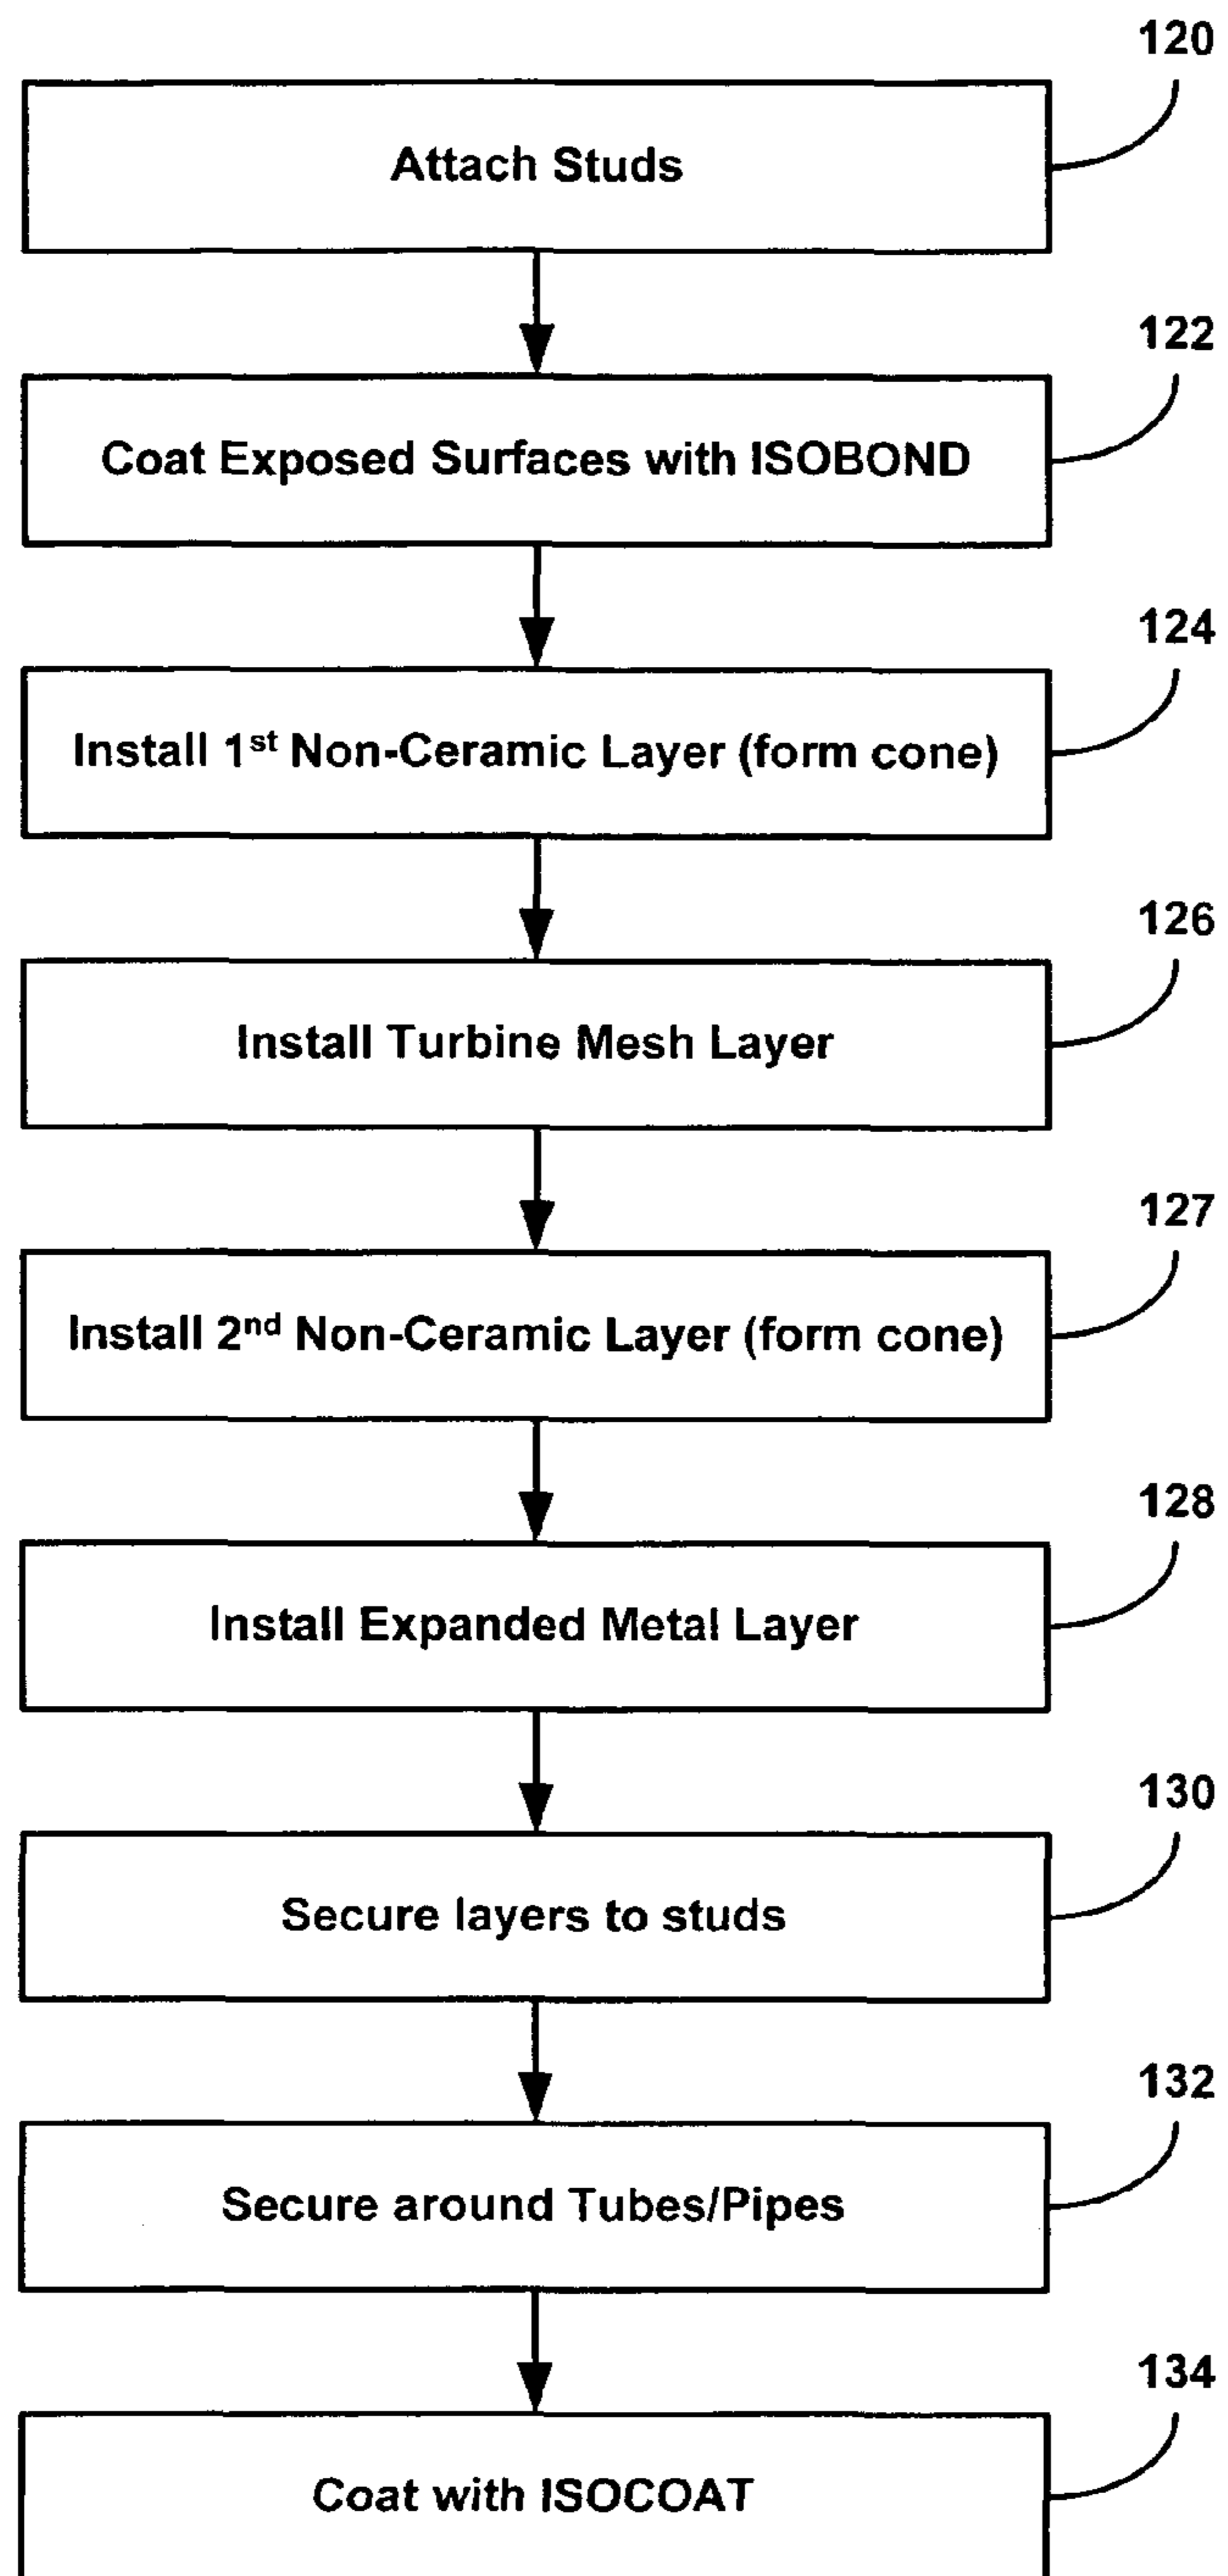 120
Attach Studs
122
Coat Exposed Surfaces with ISOBOND
124
Install 1st Non-Ceramic Layer (form cone)
126
Install Turbine Mesh Layer
127
Install 2nd Non-Ceramic Layer (form cone)
128
Install Expanded Metal Layer
130
Secure layers to studs
132
Secure around Tubes/Pipes
134
Coat with ISOCOAT